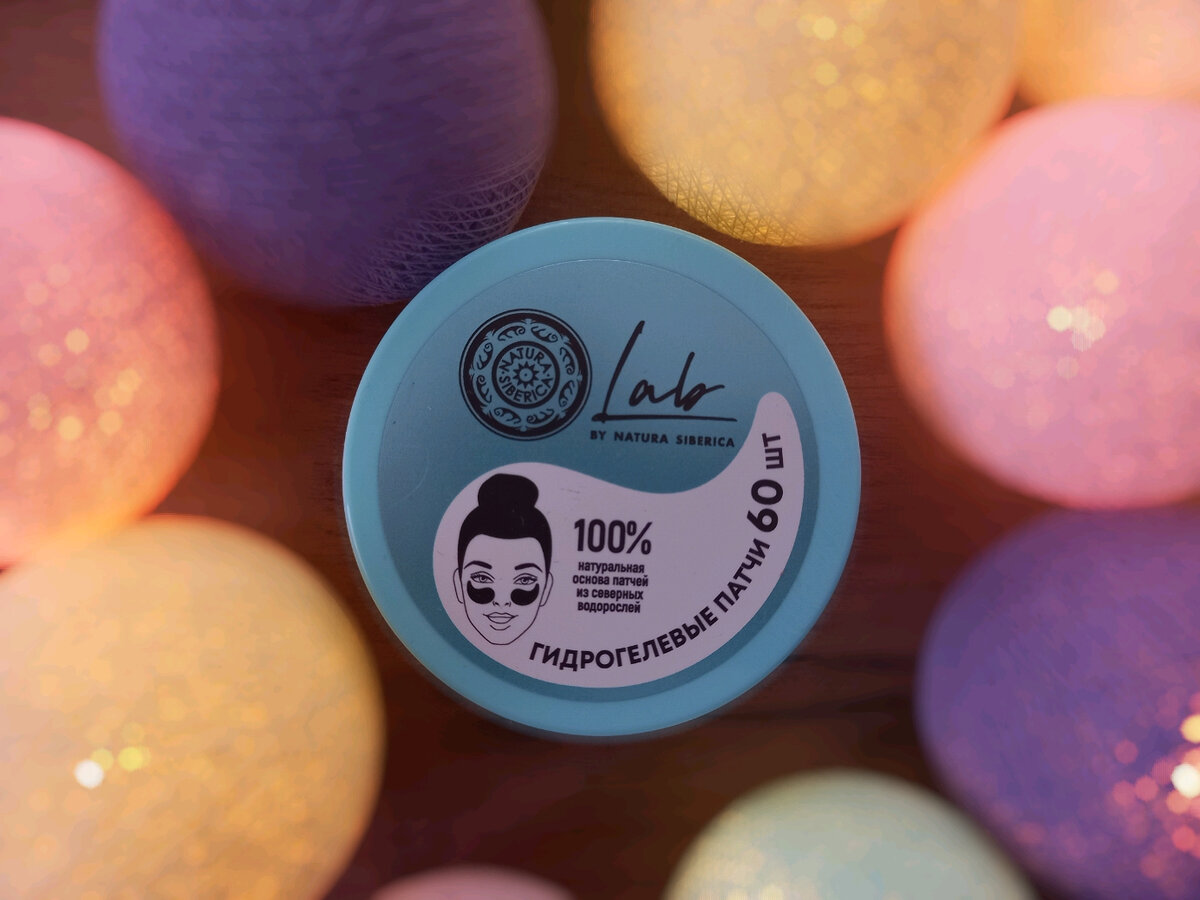 NATURA
SIBERICA
Lab
BY NATURA SIBERICA
100%
натуральная
основа патчей
из северных
водорослей
ГИДРОГЕЛЕВЫЕ ПАТЧИ 60 ШТ